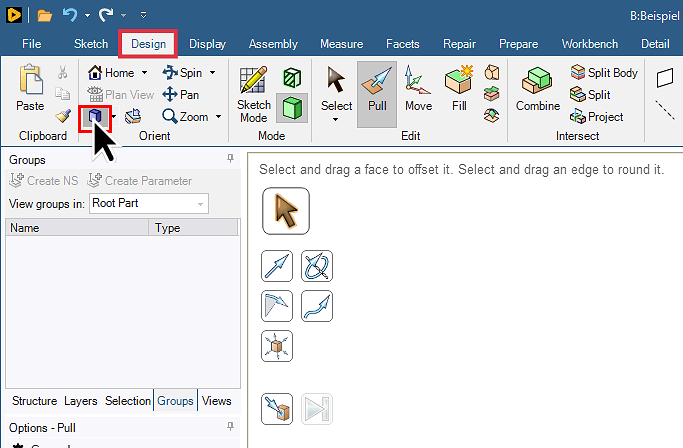 B:Beispiel
File Sketch Design Display Assembly Measure Facets Repair Prepare Workbench Detail
Home Spin Split Body
Plan View Pan Split
Paste Sketch Mode Select Pull Move Fill Combine
Zoom Project
Clipboard Orient Mode Edit Intersect
Groups
Create NS Create Parameter
View groups in: Root Part
Name Type
Select and drag a face to offset it. Select and drag an edge to round it.
Structure Layers Selection Groups Views
Options - Pull